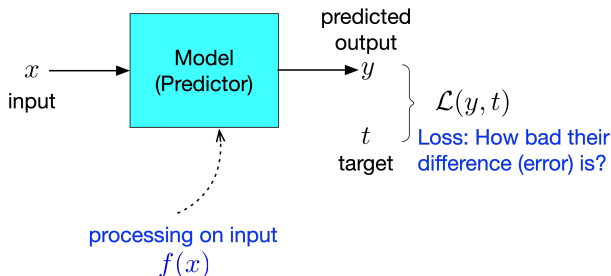 predicted
output
Model
(Predictor)
x
y
input
𝓛(y, t)
t
target
Loss: How bad their
difference (error) is?
processing on input
f(x)